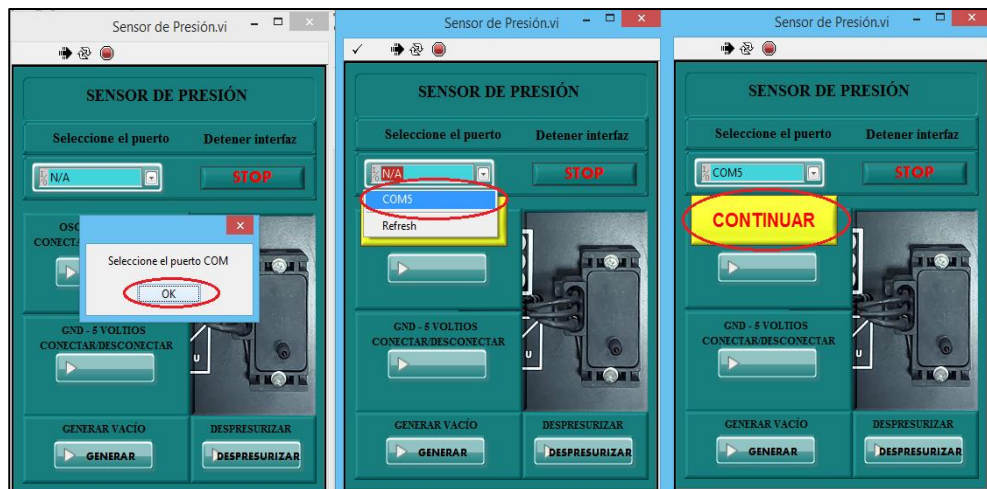 Sensor de Presión.vi
SENSOR DE PRESIÓN
Seleccione el puerto
Detener interfaz
N/A
STOP
OSC
CONECTA
Seleccione el puerto COM
OK
U
GND - 5 VOLTIOS
CONECTAR/DESCONECTAR
GENERAR VACÍO
DESPRESURIZAR
GENERAR
DESPRESURIZAR
Sensor de Presión.vi
SENSOR DE PRESIÓN
Seleccione el puerto
Detener interfaz
N/A
STOP
COM5
Refresh
GND - 5 VOLTIOS
CONECTAR/DESCONECTAR
U
GENERAR VACÍO
DESPRESURIZAR
GENERAR
DESPRESURIZAR
Sensor de Presión.vi
SENSOR DE PRESIÓN
Seleccione el puerto
Detener interfaz
COM5
STOP
CONTINUAR
GND - 5 VOLTIOS
CONECTAR/DESCONECTAR
U
GENERAR VACÍO
DESPRESURIZAR
GENERAR
DESPRESURIZAR